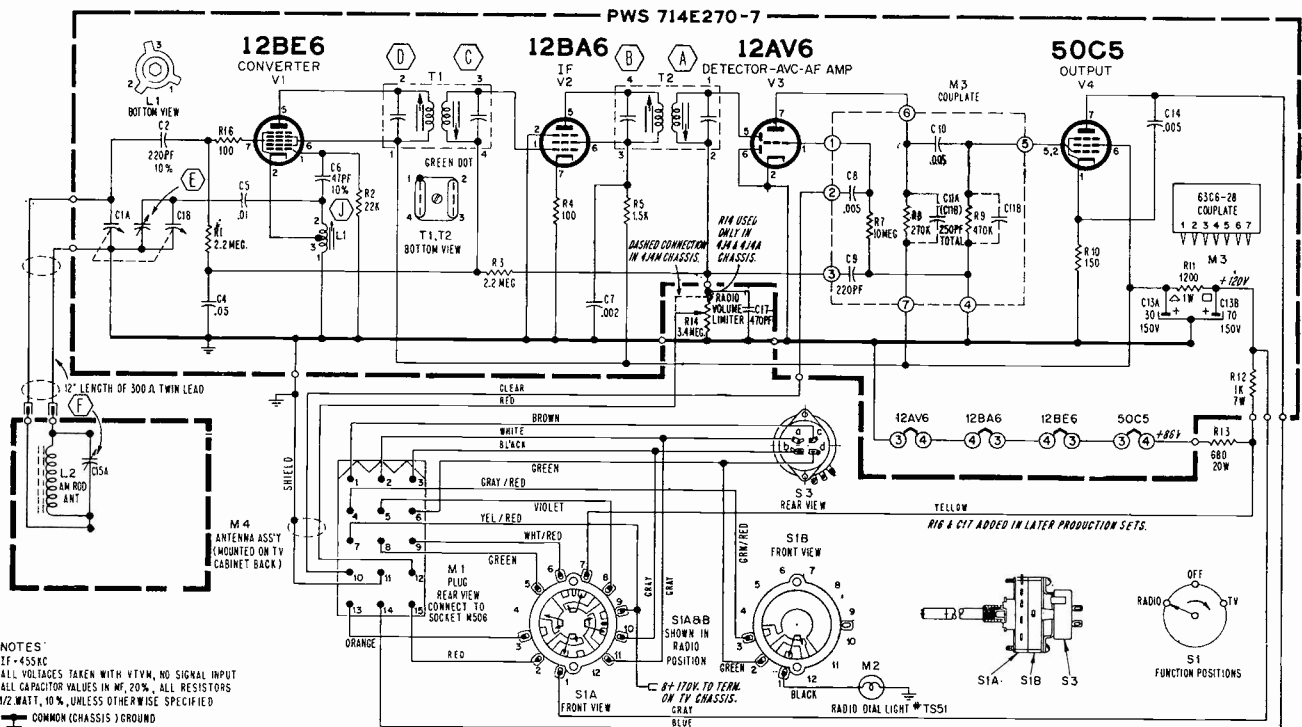 PWS 714E270-7
12BE6
CONVERTER
V1
12BA6
IF
V2
12AV6
DETECTOR-AVC-AF AMP
V3
50C5
OUTPUT
V4
L1
BOTTOM VIEW
C2
220PF
10%
R16
100
C6
47PF
10%
R2
22K
C5
.01
C1A
E
C1B
R1
2.2 MEG.
C4
.05
J
L1
D
C
T1
GREEN DOT
T1,T2
BOTTOM VIEW
R3
2.2 MEG
R4
100
B
A
T2
R5
1.5K
C7
.002
R14 USED
ONLY IN
4J4 & 4J4A
CHASSIS.
DASHED CONNECTION
IN 4J4M CHASSIS.
RADIO
VOLUME
LIMITER
R14
3.4MEG.
C17
470PF
M3
COUPLATE
C8
.005
C9
220PF
R7
10MEG
C10
.005
R8
270K
C11A
(C11B)
250PF
TOTAL
R9
470K
C11B
C14
.005
R10
150
63C6-28
COUPLATE
1 2 3 4 5 6 7
M3
R11
1200
1W
+120V
C13A
30
150V
C13B
70
150V
R12
1K
7W
12" LENGTH OF 300 Ω TWIN LEAD
F
L2
AM ROD
ANT
C15A
M4
ANTENNA ASS'Y
(MOUNTED ON TV
CABINET BACK)
SHIELD
CLEAR
RED
BROWN
WHITE
BLACK
GREEN
GRAY/RED
VIOLET
YEL/RED
WHT/RED
GREEN
ORANGE
RED
M1
PLUG
REAR VIEW
CONNECT TO
SOCKET M506
12AV6
12BA6
12BE6
50C5
+86V
R13
680
20W
S3
REAR VIEW
YELLOW
R16 & C17 ADDED IN LATER PRODUCTION SETS.
GRAY
GRAY
GRN/RED
S1A
FRONT VIEW
S1A&B
SHOWN IN
RADIO
POSITION
S1B
FRONT VIEW
GREEN
BLACK
M2
RADIO DIAL LIGHT #TS51
B+ 170V. TO TERM.
ON TV CHASSIS.
GRAY
BLUE
S1A
S1B
S3
OFF
RADIO
TV
S1
FUNCTION POSITIONS
NOTES
IF=455KC
ALL VOLTAGES TAKEN WITH VTVM, NO SIGNAL INPUT
ALL CAPACITOR VALUES IN MF, 20%, ALL RESISTORS
1/2 WATT, 10%, UNLESS OTHERWISE SPECIFIED
COMMON (CHASSIS) GROUND